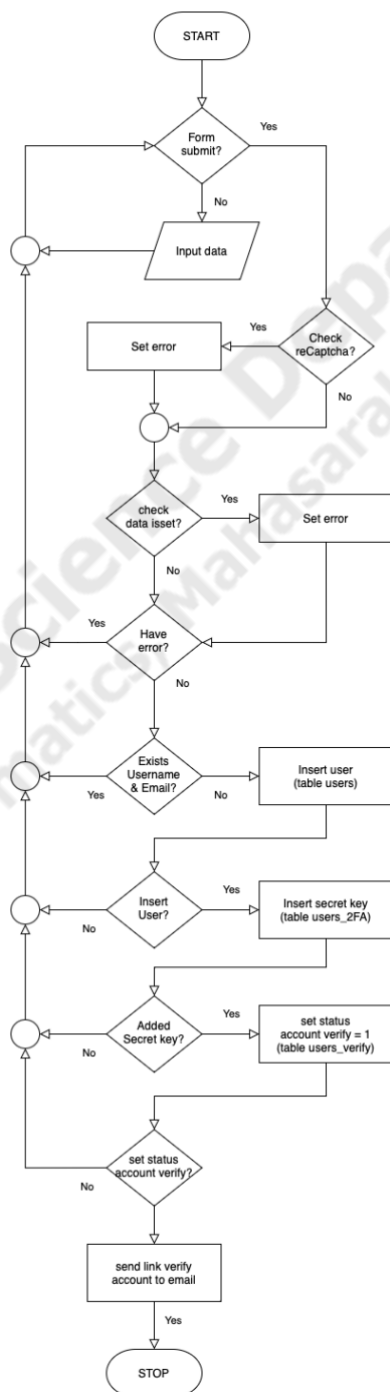 START
Form
submit?
Yes
No
Input data
Check
reCaptcha?
Yes
No
Set error
check
data isset?
Yes
Set error
No
Have
error?
Yes
No
Exists
Username
& Email?
Yes
No
Insert user
(table users)
Insert
User?
Yes
No
Insert secret key
(table users_2FA)
Added
Secret key?
Yes
No
set status
account verify = 1
(table users_verify)
set status
account verify?
No
send link verify
account to email
Yes
STOP